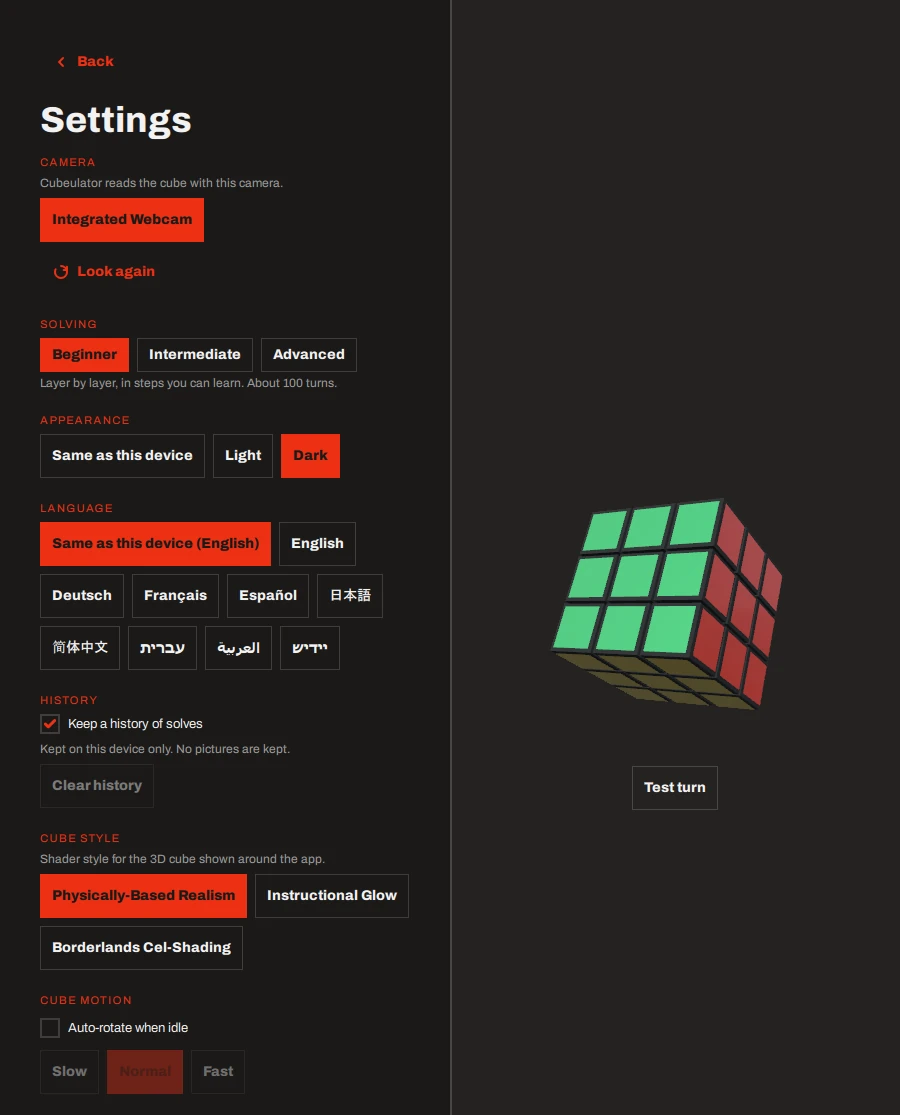 Back
Settings
CAMERA
Cubeulator reads the cube with this camera.
Integrated Webcam
Look again
SOLVING
Beginner Intermediate Advanced
Layer by layer, in steps you can learn. About 100 turns.
APPEARANCE
Same as this device Light Dark
LANGUAGE
Same as this device (English) English
Deutsch Français Español 日本語
简体中文 עברית العربية ייִדיש
HISTORY
Keep a history of solves
Kept on this device only. No pictures are kept.
Clear history
CUBE STYLE
Shader style for the 3D cube shown around the app.
Physically-Based Realism Instructional Glow
Borderlands Cel-Shading
CUBE MOTION
Auto-rotate when idle
Slow Normal Fast
Test turn